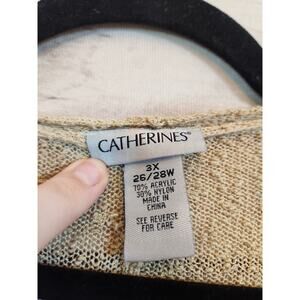 CATHERINES®
3X
26/28W
70% ACRYLIC
30% NYLON
MADE IN
CHINA
SEE REVERSE
FOR CARE